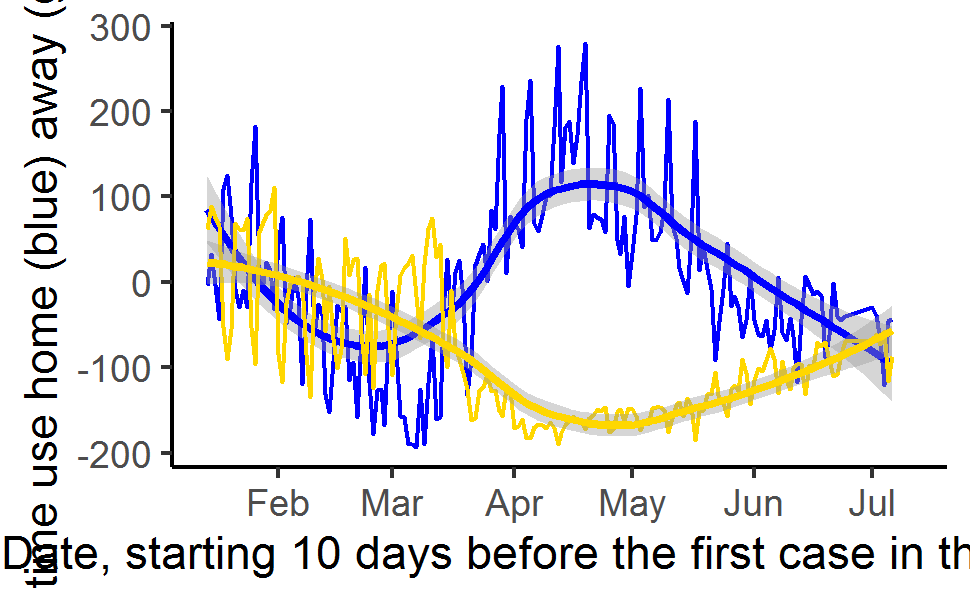 time use home (blue) away (
300
200
100
0
-100
-200
Feb Mar Apr May Jun Jul
Date, starting 10 days before the first case in th